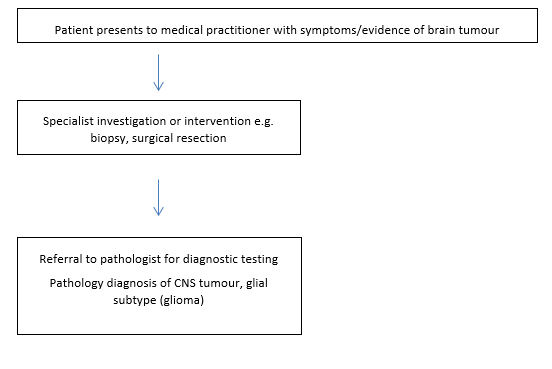 Patient presents to medical practitioner with symptoms/evidence of brain tumour
Specialist investigation or intervention e.g.
biopsy, surgical resection
Referral to pathologist for diagnostic testing
Pathology diagnosis of CNS tumour, glial
subtype (glioma)